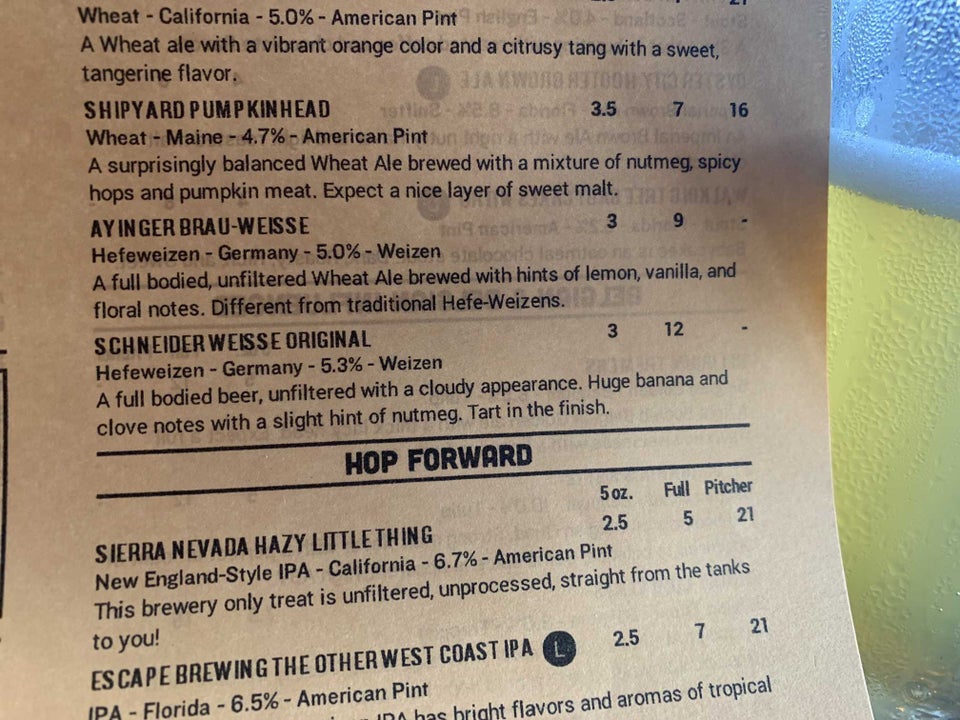 21
Wheat - California - 5.0% - American Pint
A Wheat ale with a vibrant orange color and a citrusy tang with a sweet,
tangerine flavor.
SHIPYARD PUMPKINHEAD 3.5 7 16
Wheat - Maine - 4.7% - American Pint
A surprisingly balanced Wheat Ale brewed with a mixture of nutmeg, spicy
hops and pumpkin meat. Expect a nice layer of sweet malt.
AYINGER BRAU-WEISSE 3 9 -
Hefeweizen - Germany - 5.0% - Weizen
A full bodied, unfiltered Wheat Ale brewed with hints of lemon, vanilla, and
floral notes. Different from traditional Hefe-Weizens.
SCHNEIDER WEISSE ORIGINAL 3 12 -
Hefeweizen - Germany - 5.3% - Weizen
A full bodied beer, unfiltered with a cloudy appearance. Huge banana and
clove notes with a slight hint of nutmeg. Tart in the finish.
HOP FORWARD
5 oz. Full Pitcher
SIERRA NEVADA HAZY LITTLE THING 2.5 5 21
New England-Style IPA - California - 6.7% - American Pint
This brewery only treat is unfiltered, unprocessed, straight from the tanks
to you!
ESCAPE BREWING THE OTHER WEST COAST IPA L 2.5 7 21
IPA - Florida - 6.5% - American Pint
IPA has bright flavors and aromas of tropical